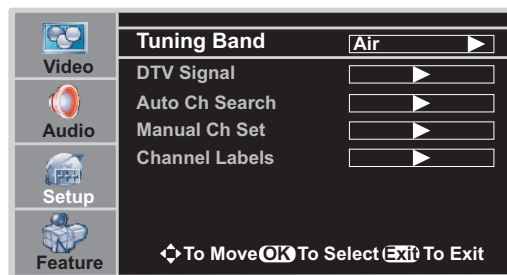 Video
Audio
Setup
Feature
Tuning Band Air
DTV Signal
Auto Ch Search
Manual Ch Set
Channel Labels
To Move OK To Select Exit To Exit